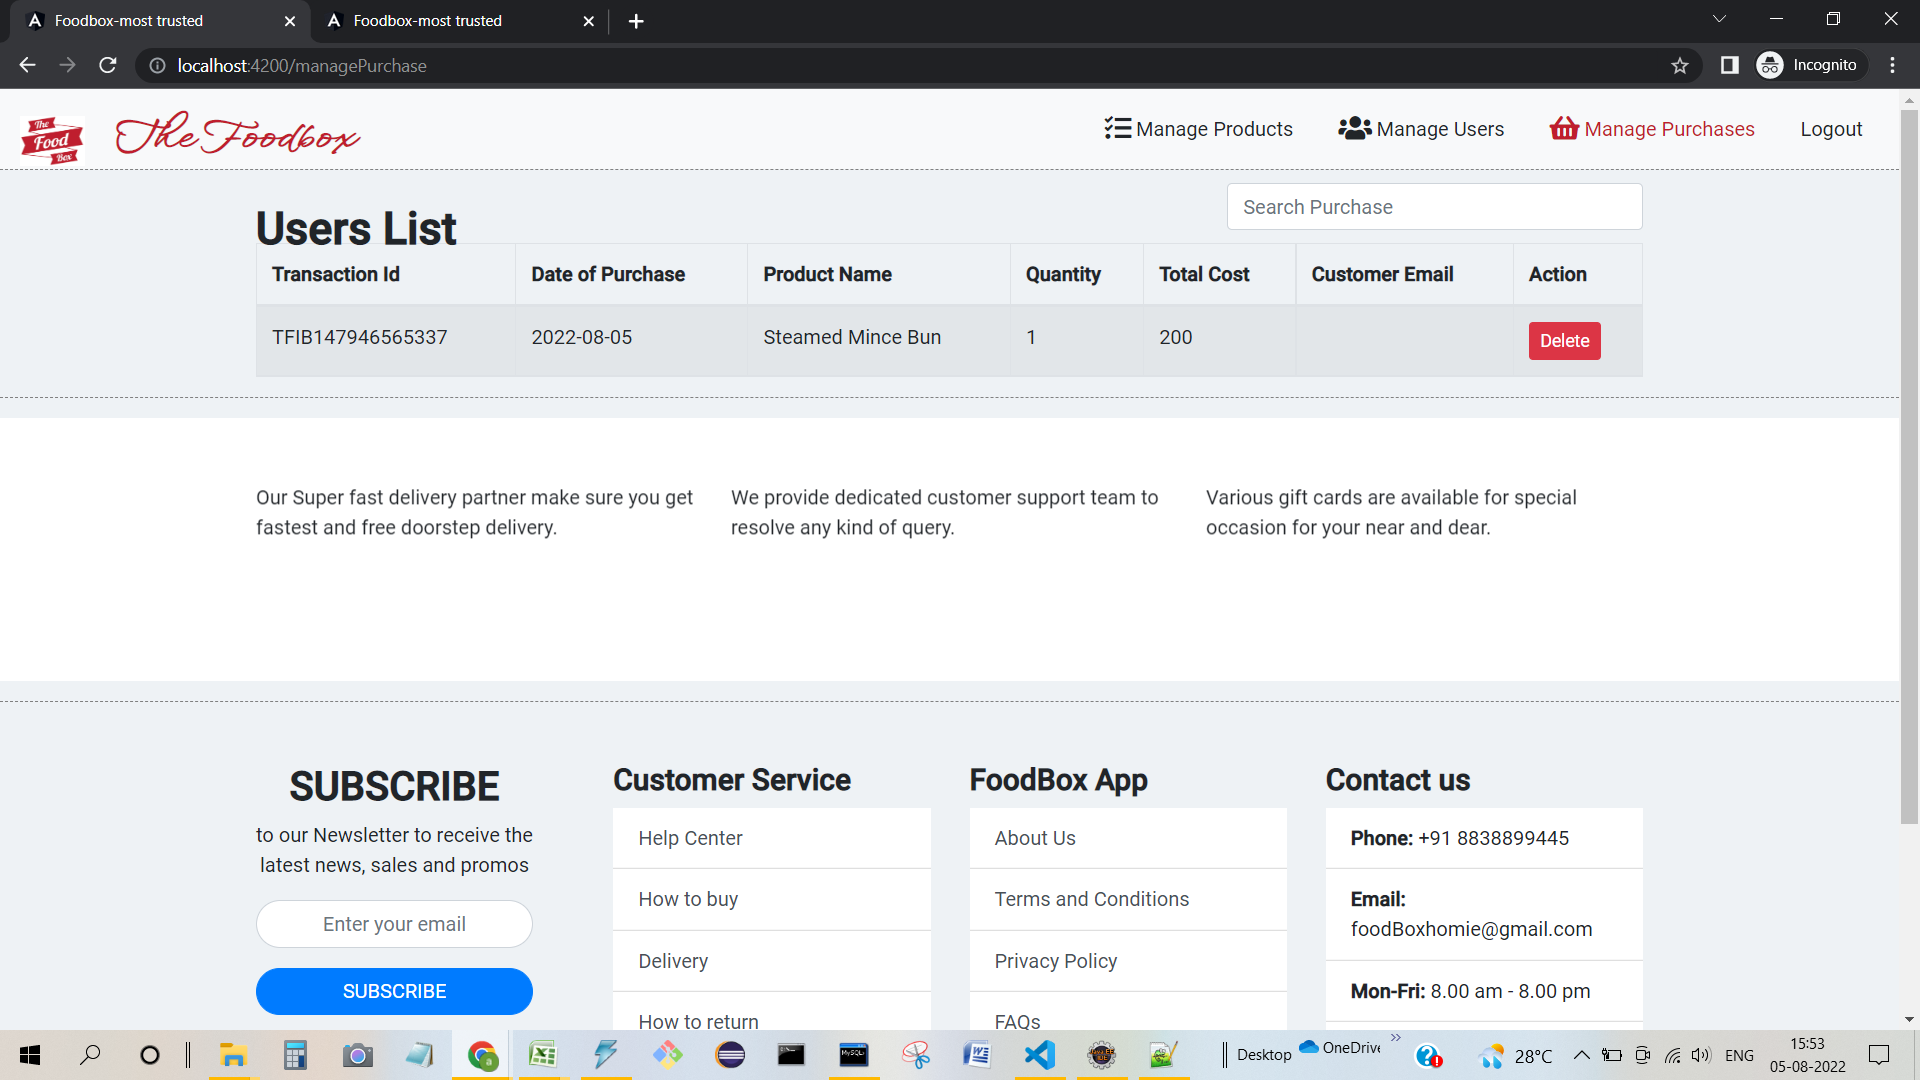 Foodbox-most trusted
Foodbox-most trusted
localhost:4200/managePurchase
Incognito
The Food Box
The Foodbox
Manage Products
Manage Users
Manage Purchases
Logout
Users List
Search Purchase
Transaction Id Date of Purchase Product Name Quantity Total Cost Customer Email Action
TFIB147946565337 2022-08-05 Steamed Mince Bun 1 200 Delete
Our Super fast delivery partner make sure you get
fastest and free doorstep delivery.
We provide dedicated customer support team to
resolve any kind of query.
Various gift cards are available for special
occasion for your near and dear.
SUBSCRIBE
to our Newsletter to receive the
latest news, sales and promos
Enter your email
SUBSCRIBE
Customer Service
Help Center
How to buy
Delivery
How to return
FoodBox App
About Us
Terms and Conditions
Privacy Policy
FAQs
Contact us
Phone: +91 8838899445
Email:
foodBoxhomie@gmail.com
Mon-Fri: 8.00 am - 8.00 pm
Desktop
OneDrive
28°C
ENG
15:53
05-08-2022